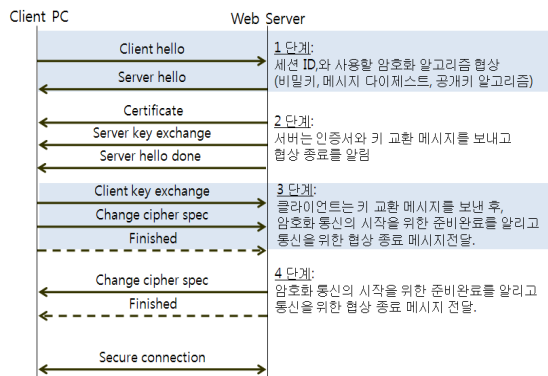 Client PC
Web Server
Client hello
Server hello
1 단계:
세션 ID,와 사용할 암호화 알고리즘 협상
(비밀키, 메시지 다이제스트, 공개키 알고리즘)
Certificate
Server key exchange
Server hello done
2 단계:
서버는 인증서와 키 교환 메시지를 보내고
협상 종료를 알림
Client key exchange
Change cipher spec
Finished
3 단계:
클라이언트는 키 교환 메시지를 보낸 후,
암호화 통신의 시작을 위한 준비완료를 알리고
통신을 위한 협상 종료 메시지전달.
Change cipher spec
Finished
4 단계:
암호화 통신의 시작을 위한 준비완료를 알리고
통신을 위한 협상 종료 메시지 전달.
Secure connection